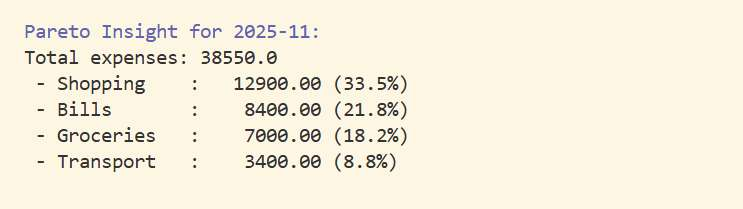 Pareto Insight for 2025-11:
Total expenses: 38550.0
 - Shopping    :   12900.00 (33.5%)
 - Bills       :    8400.00 (21.8%)
 - Groceries   :    7000.00 (18.2%)
 - Transport   :    3400.00 (8.8%)